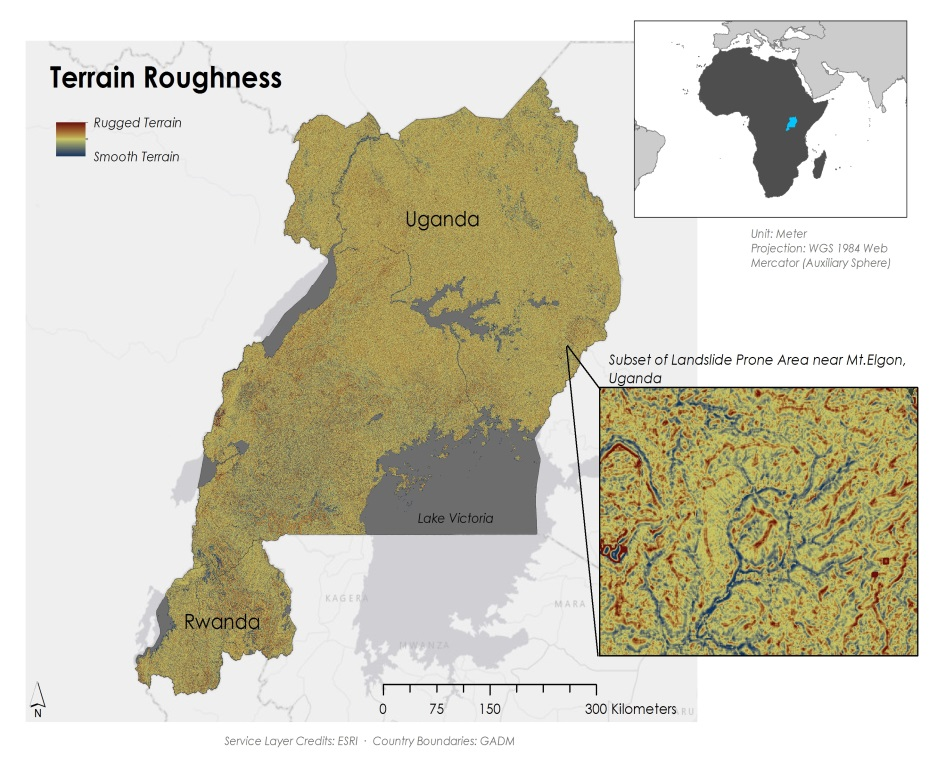 Terrain Roughness
Rugged Terrain
Smooth Terrain
Uganda
Unit: Meter
Projection: WGS 1984 Web
Mercator (Auxiliary Sphere)
Subset of Landslide Prone Area near Mt.Elgon,
Uganda
Lake Victoria
KAGERA
MARA
Rwanda
N
0 75 150 300 Kilometers
Service Layer Credits: ESRI · Country Boundaries: GADM